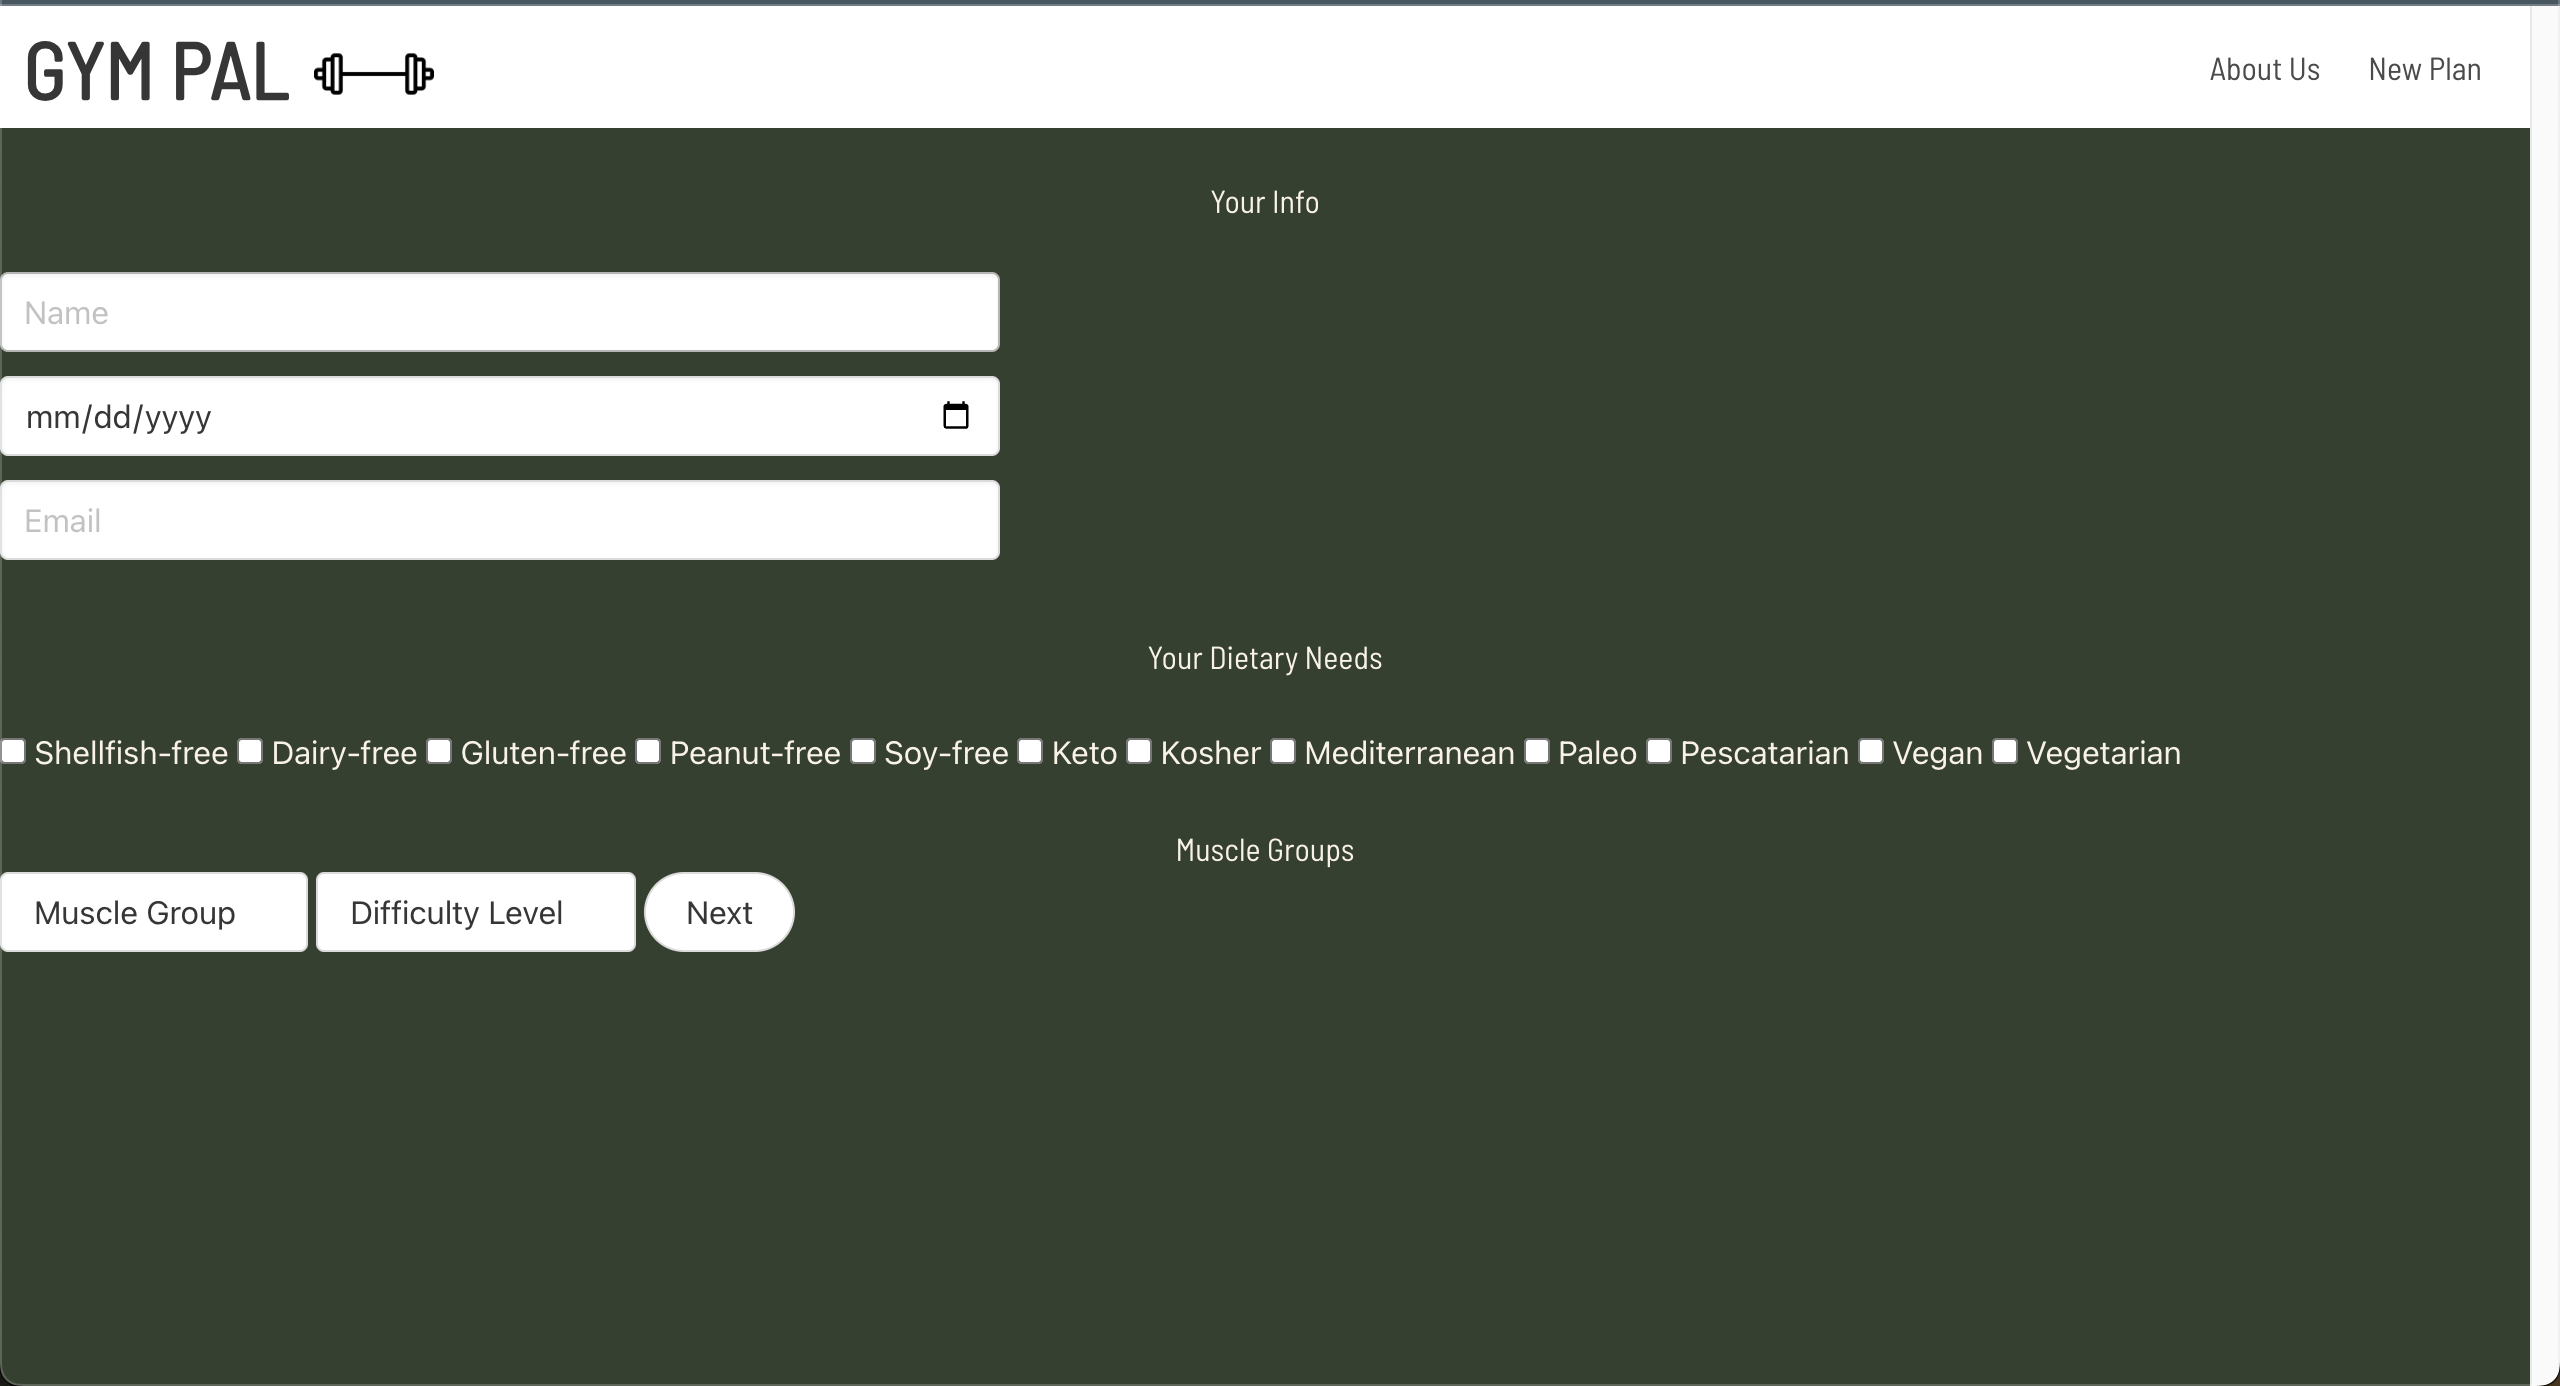 GYM PAL About Us New Plan
Your Info
Name
mm/dd/yyyy
Email
Your Dietary Needs
Shellfish-free Dairy-free Gluten-free Peanut-free Soy-free Keto Kosher Mediterranean Paleo Pescatarian Vegan Vegetarian
Muscle Groups
Muscle Group Difficulty Level Next